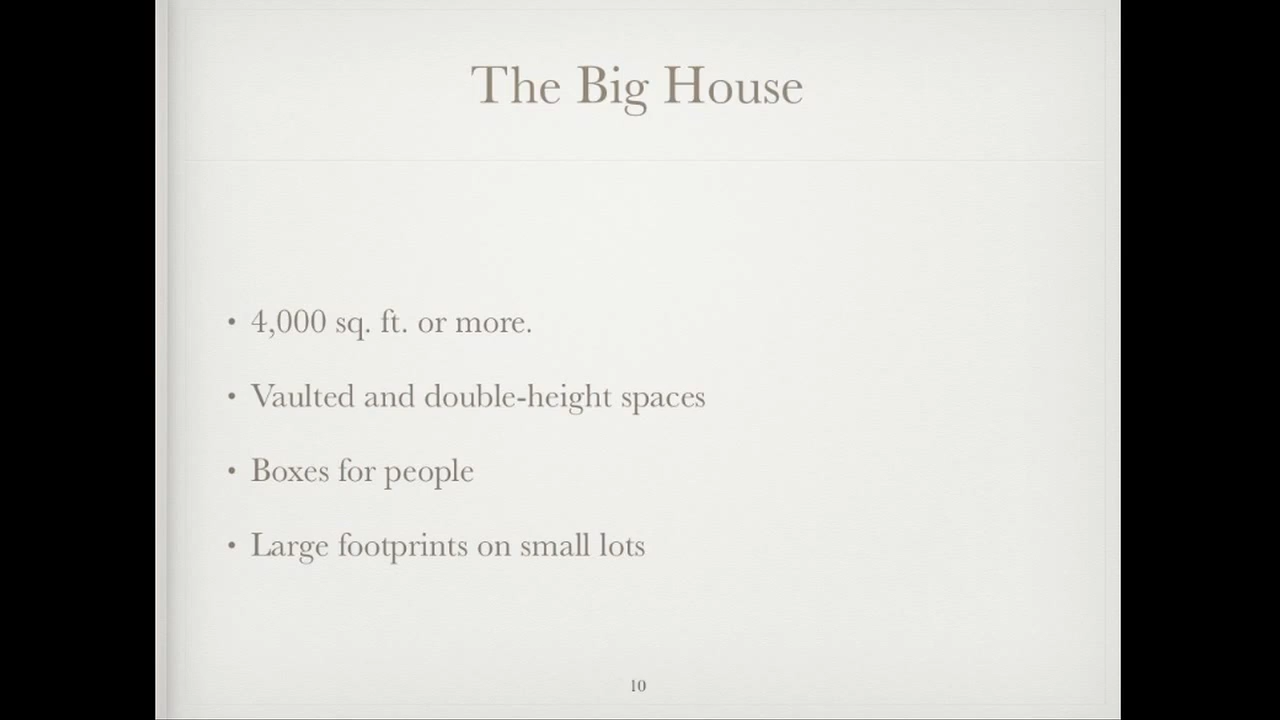 The Big House
• 4,000 sq. ft. or more.
• Vaulted and double-height spaces
• Boxes for people
• Large footprints on small lots
10